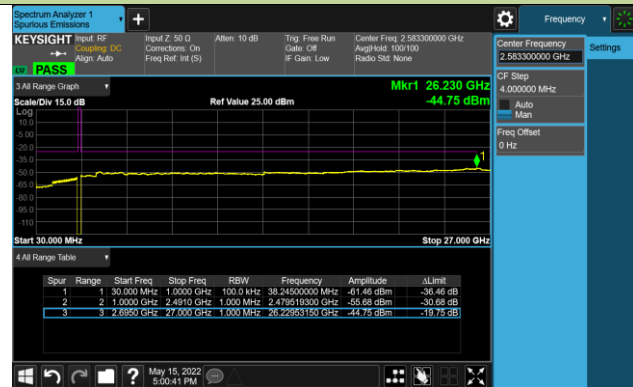 Spectrum Analyzer 1
Spurious Emissions
Frequency
KEYSIGHT
Input: RF
Coupling: DC
Align: Auto
Input Z: 50 Ω
Corrections: On
Freq Ref: Int (S)
Atten: 10 dB
Trig: Free Run
Gate: Off
IF Gain: Low
Center Freq: 2.583300000 GHz
Avg|Hold: 100/100
Radio Std: None
PASS
Center Frequency
2.583300000 GHz
Settings
CF Step
4.000000 MHz
Auto
Man
Freq Offset
0 Hz
3 All Range Graph
Mkr1 26.230 GHz
Scale/Div 15.0 dB
Ref Value 25.00 dBm
-44.75 dBm
Log
10.0
-5.00
-20.0
-35.0
-50.0
-65.0
-80.0
-95.0
-110
1
Start 30.000 MHz
Stop 27.000 GHz
4 All Range Table
Spur Range Start Freq Stop Freq RBW Frequency Amplitude ΔLimit
1 1 30.000 MHz 1.0000 GHz 100.0 kHz 38.24500000 MHz -61.46 dBm -36.46 dB
2 2 1.0000 GHz 2.4910 GHz 1.000 MHz 2.479519300 GHz -55.68 dBm -30.68 dB
3 3 2.6950 GHz 27.000 GHz 1.000 MHz 26.22953150 GHz -44.75 dBm -19.75 dB
May 15, 2022
5:00:41 PM